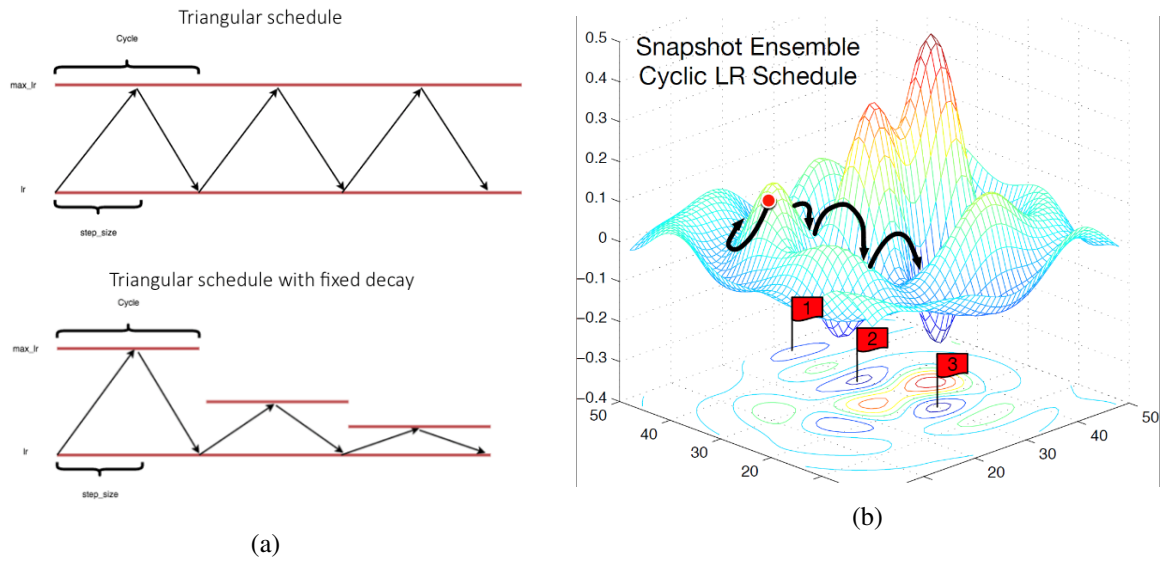 Triangular schedule
Cycle
max_lr
lr
step_size
Triangular schedule with fixed decay
Cycle
max_lr
lr
step_size
(a)
Snapshot Ensemble
Cyclic LR Schedule
0.5
0.4
0.3
0.2
0.1
0
−0.1
−0.2
−0.3
−0.4
1
2
3
50
40
30
20
20
30
40
50
(b)